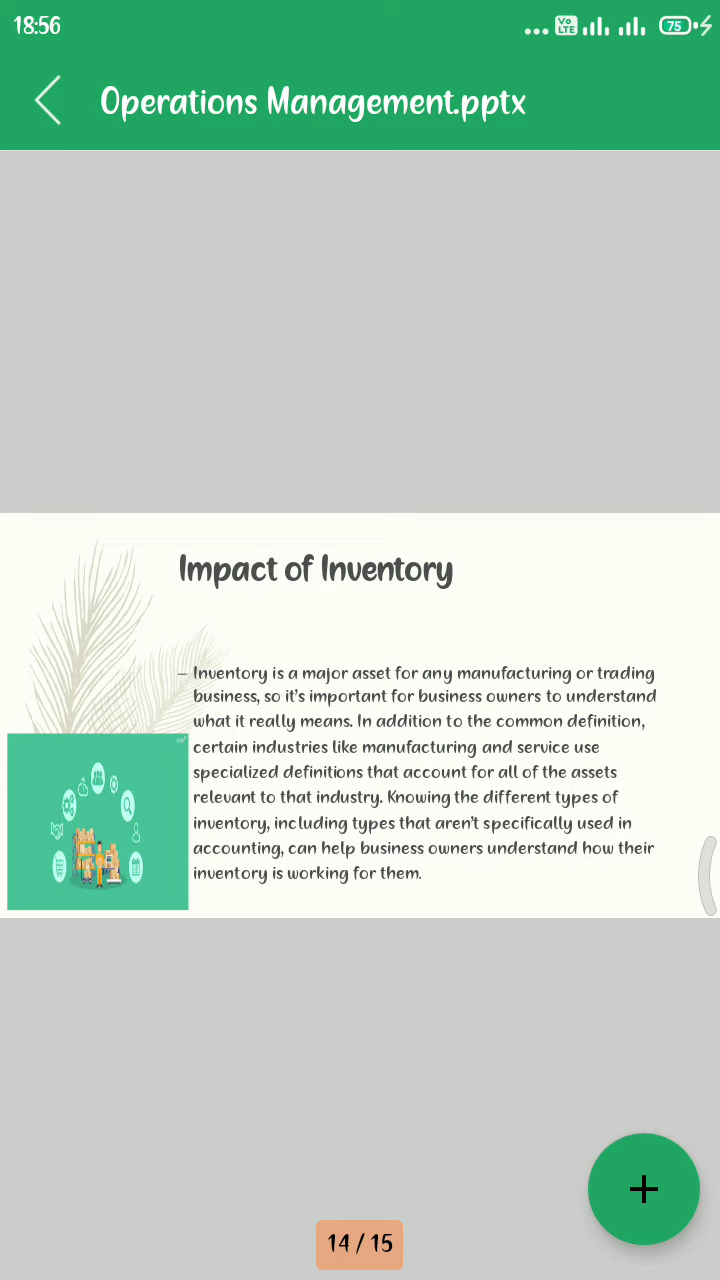 18:56
Vo LTE
75
Operations Management.pptx
Impact of Inventory
– Inventory is a major asset for any manufacturing or trading
business, so it's important for business owners to understand
what it really means. In addition to the common definition,
certain industries like manufacturing and service use
specialized definitions that account for all of the assets
relevant to that industry. Knowing the different types of
inventory, including types that aren't specifically used in
accounting, can help business owners understand how their
inventory is working for them.
14 / 15